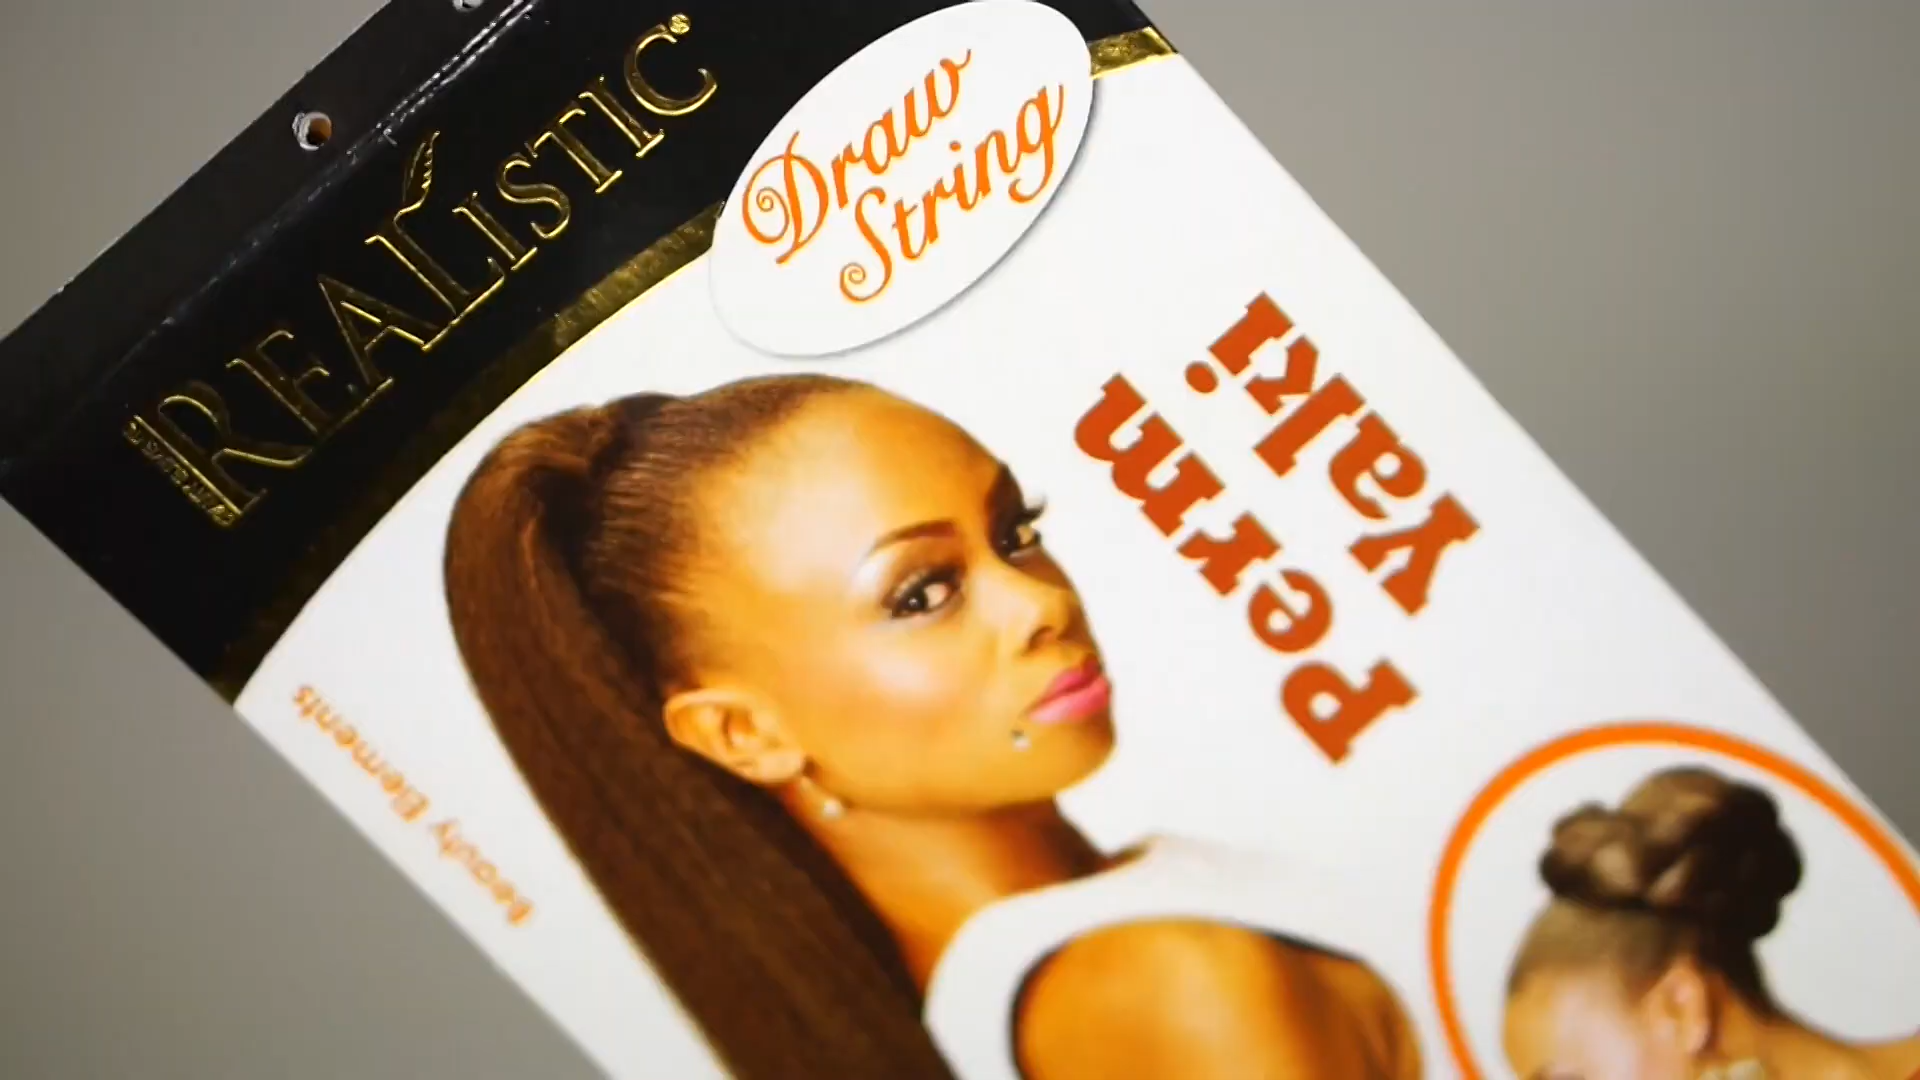 REALISTIC®
Draw
String
Perm
Yaki
Beauty Elements